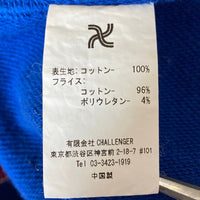 表生地: コットン- 100%
フライス:
コットン- 96%
ポリウレタン- 4%
有限会社 CHALLENGER
東京都渋谷区神宮前 2-18-7 #101
Tel 03-3423-1919
中国製